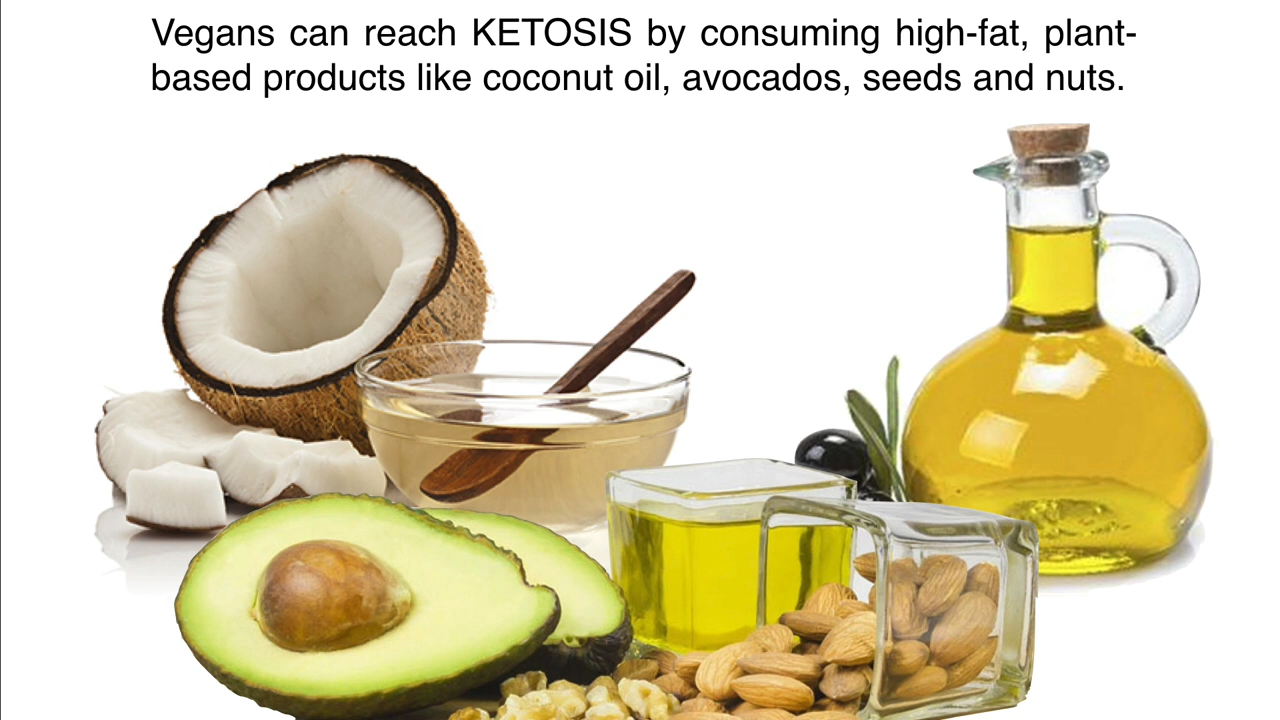 Vegans can reach KETOSIS by consuming high-fat, plant-
based products like coconut oil, avocados, seeds and nuts.